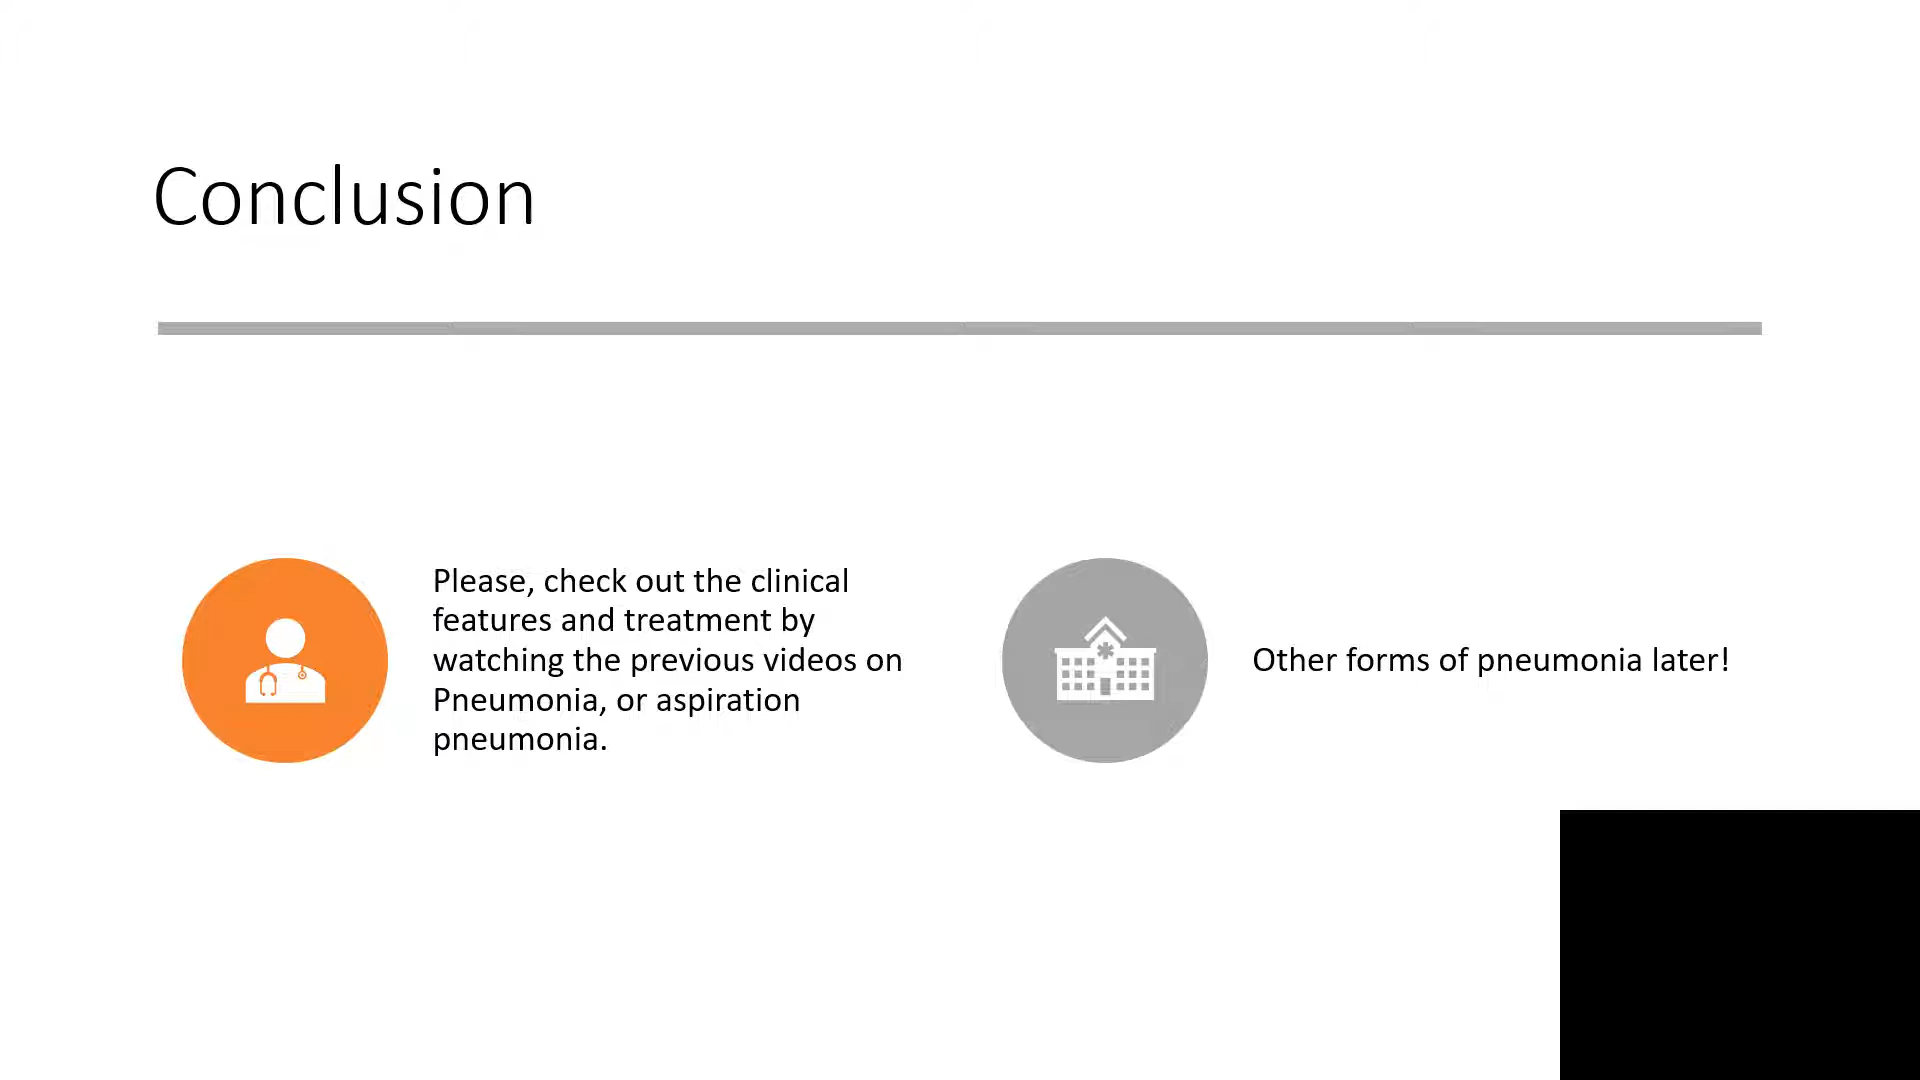 Conclusion
Please, check out the clinical
features and treatment by
watching the previous videos on
Pneumonia, or aspiration
pneumonia.
Other forms of pneumonia later!